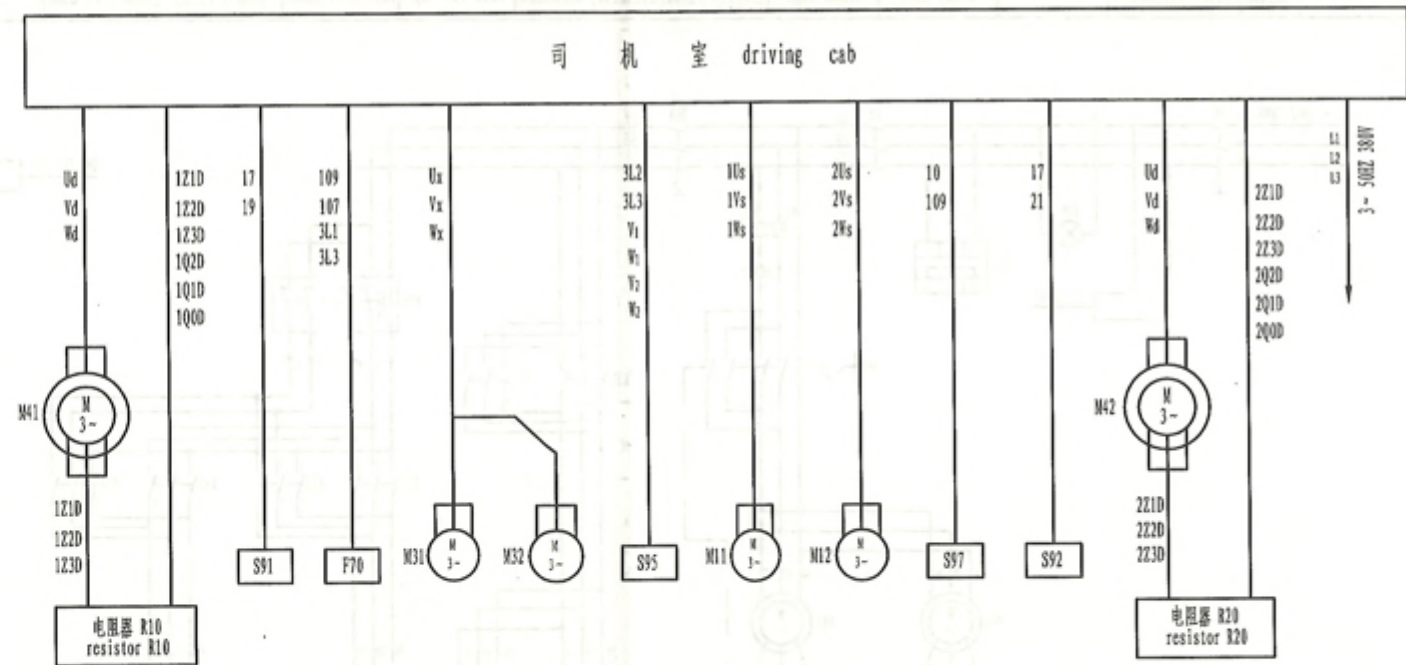 司 机 室 driving cab
Ud
Vd
Wd
1Z1D
1Z2D
1Z3D
1Q2D
1Q1D
1Q0D
17
19
109
107
3L1
3L3
Ux
Vx
Wx
3L2
3L3
V1
W1
V2
W2
1Us
1Vs
1Ws
2Us
2Vs
2Ws
10
109
17
21
Ud
Vd
Wd
2Z1D
2Z2D
2Z3D
2Q2D
2Q1D
2Q0D
L1
L2
L3
3~ 50HZ 380V
M41
M
3~
1Z1D
1Z2D
1Z3D
电阻器 R10
resistor R10
S91
F70
M31
M
3~
M32
M
3~
S95
M11
M
3~
M12
M
3~
S97
S92
M42
M
3~
2Z1D
2Z2D
2Z3D
电阻器 R20
resistor R20